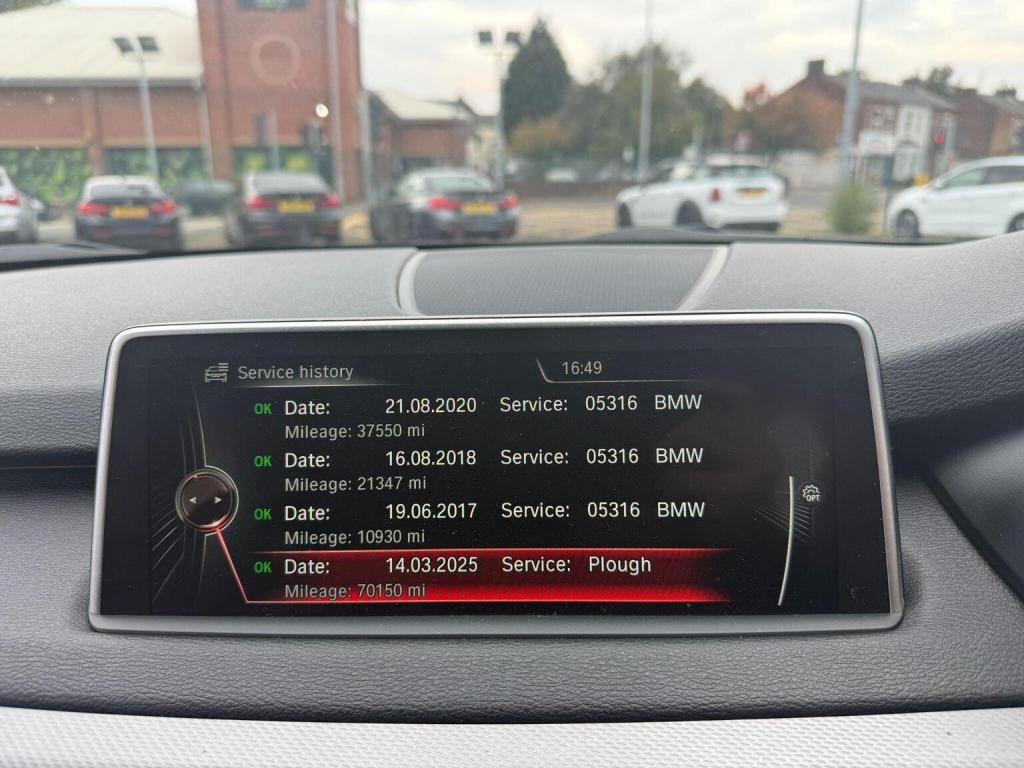 Service history
16:49
OK Date: 21.08.2020 Service: 05316 BMW
Mileage: 37550 mi
OK Date: 16.08.2018 Service: 05316 BMW
Mileage: 21347 mi
OK Date: 19.06.2017 Service: 05316 BMW
Mileage: 10930 mi
OK Date: 14.03.2025 Service: Plough
Mileage: 70150 mi
OPT